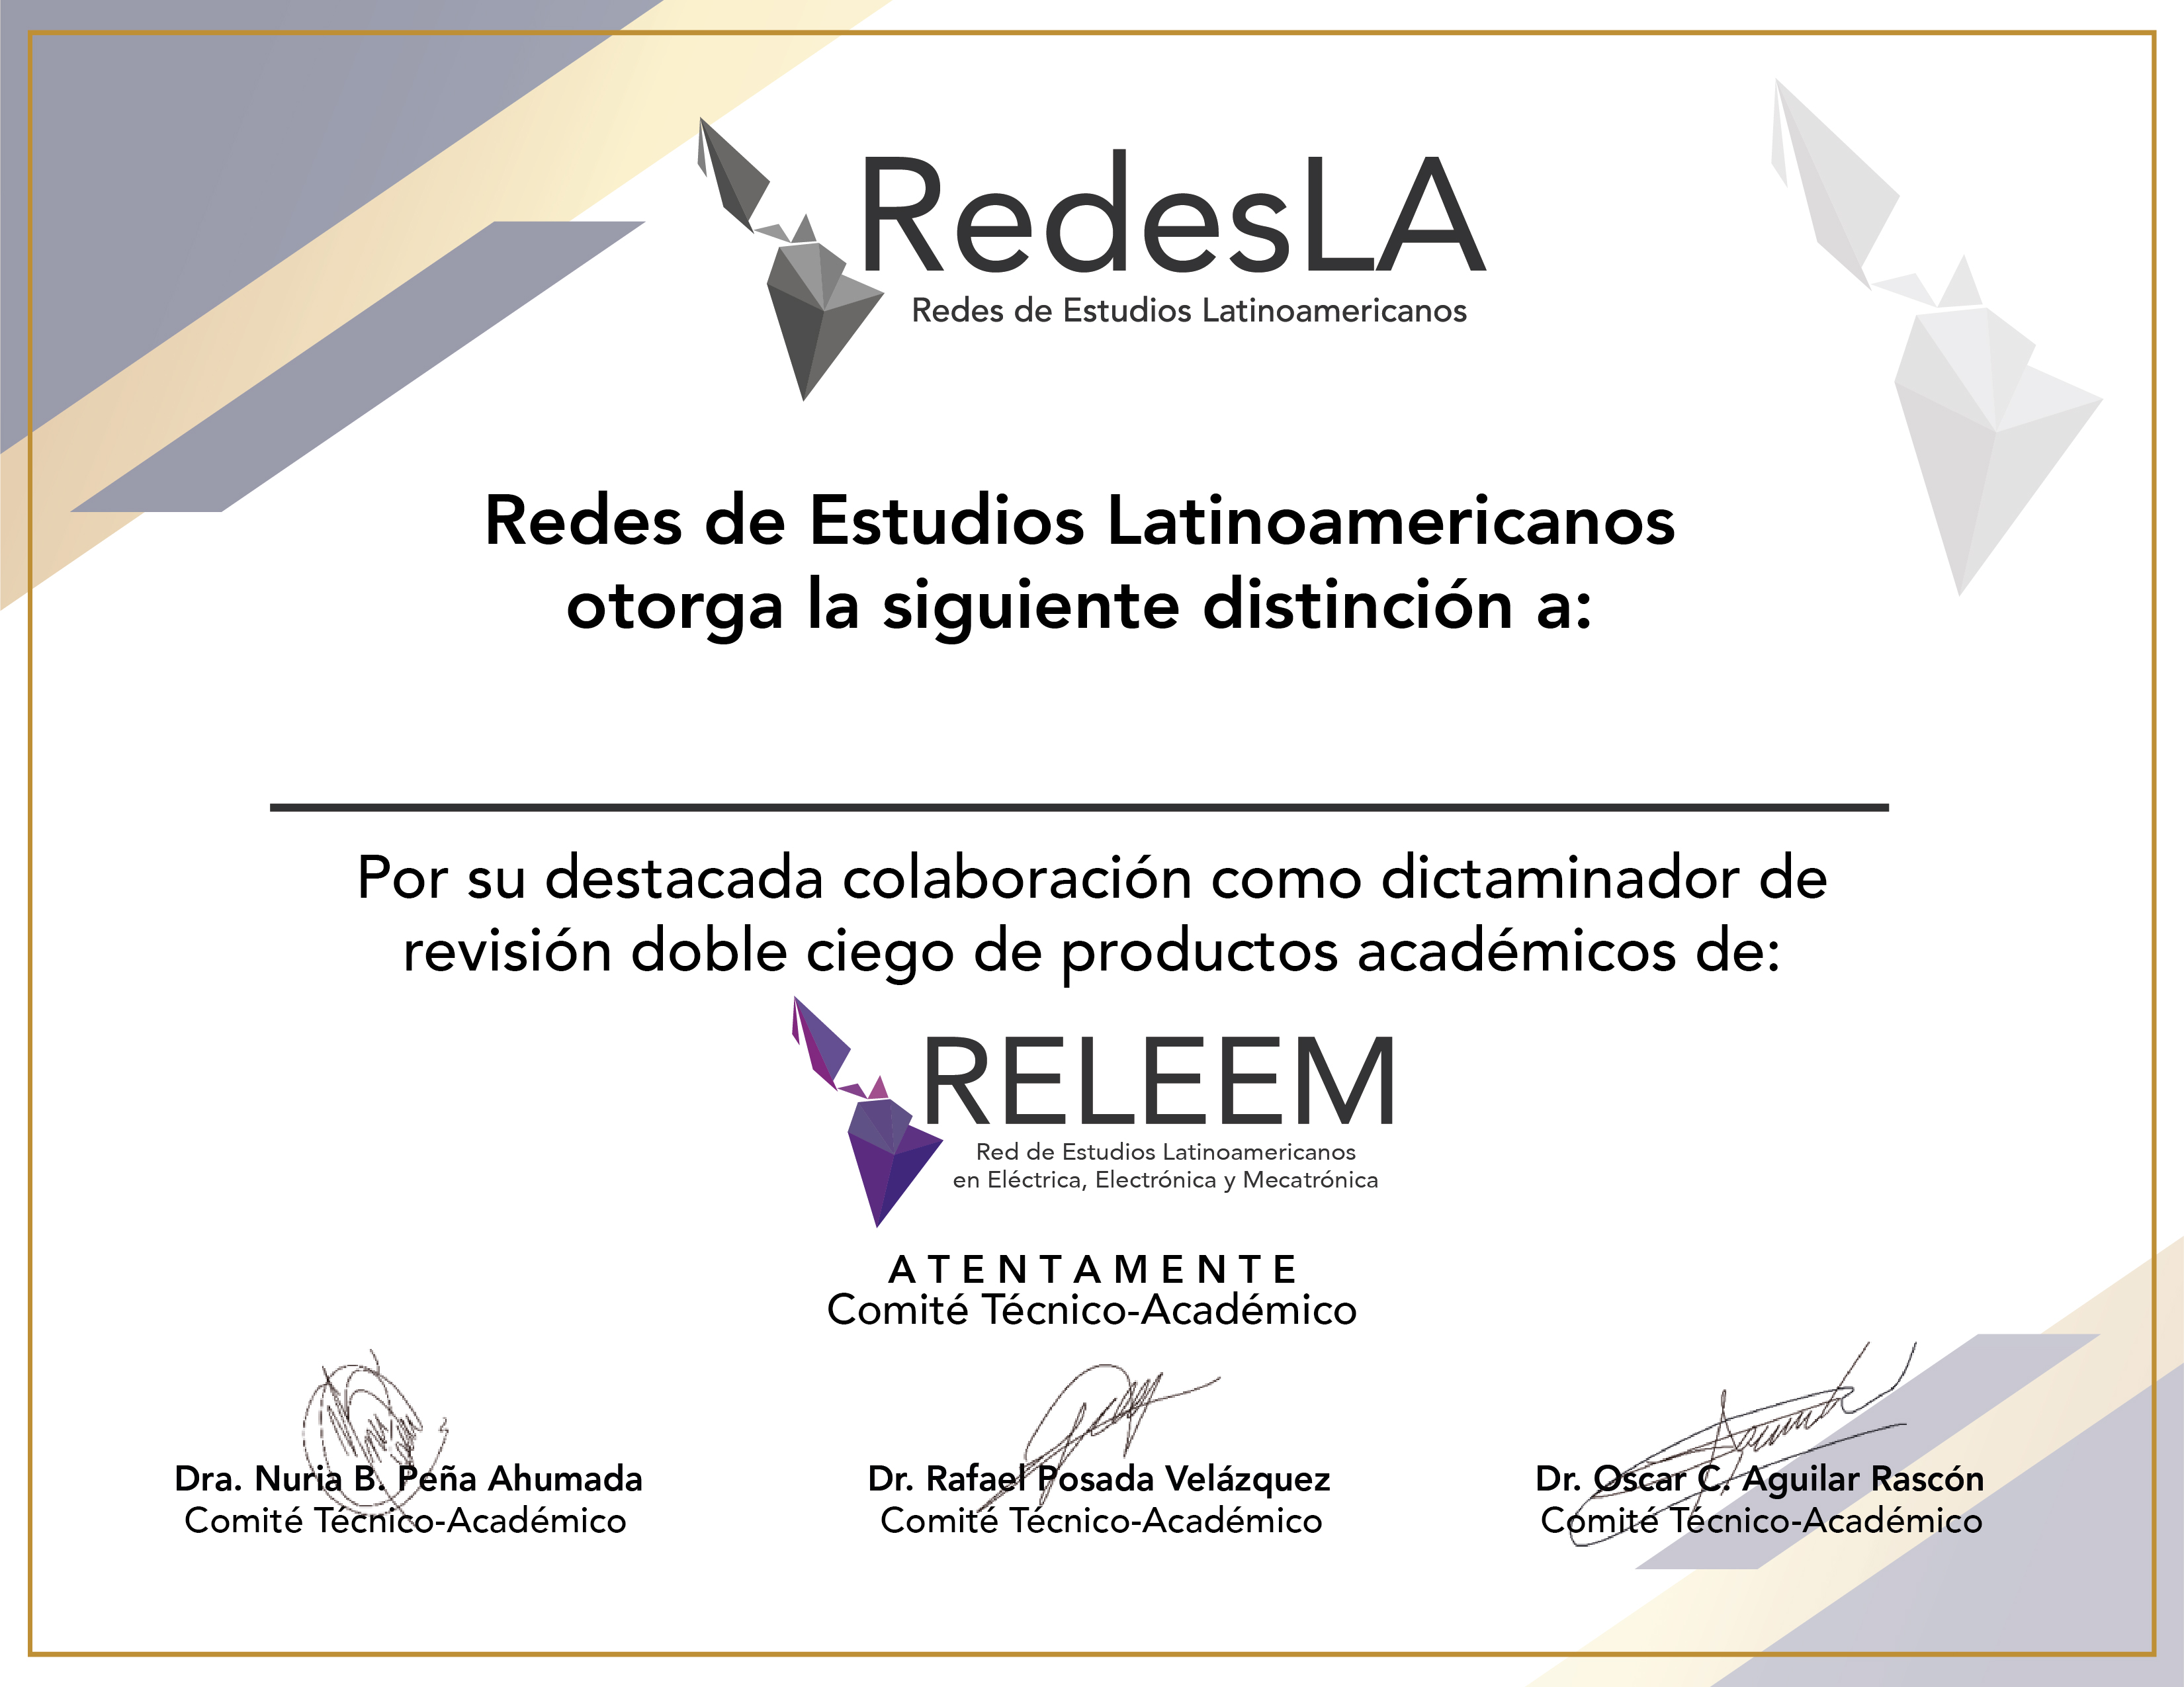 RedesLA
Redes de Estudios Latinoamericanos
Redes de Estudios Latinoamericanos
otorga la siguiente distinción a:
Por su destacada colaboración como dictaminador de
revisión doble ciego de productos académicos de:
RELEEM
Red de Estudios Latinoamericanos
en Eléctrica, Electrónica y Mecatrónica
ATENTAMENTE
Comité Técnico-Académico
Dra. Nuria B. Peña Ahumada
Comité Técnico-Académico
Dr. Rafael Posada Velázquez
Comité Técnico-Académico
Dr. Oscar C. Aguilar Rascón
Comité Técnico-Académico